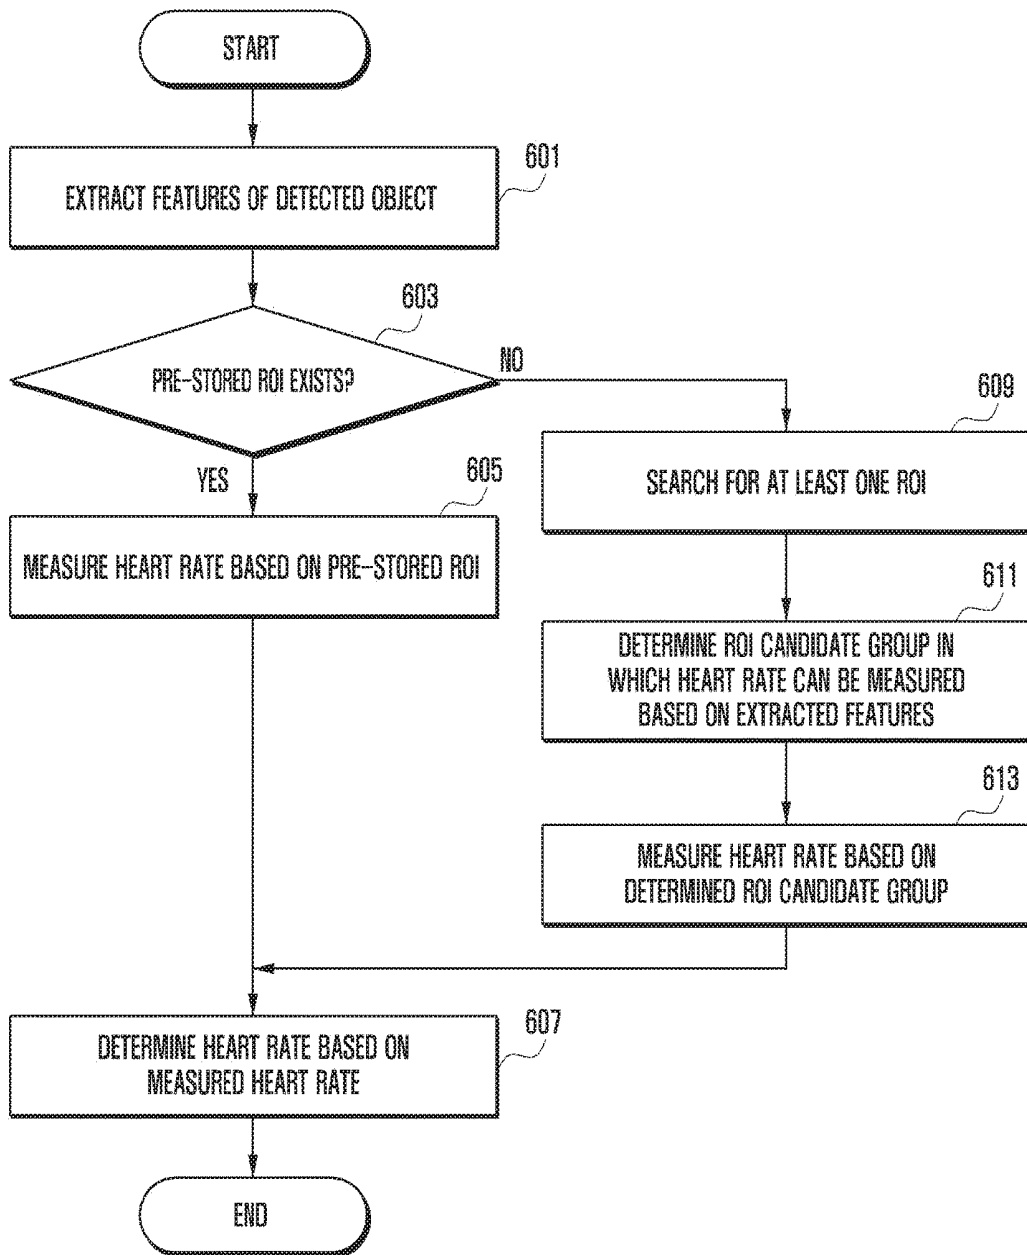 START
601
EXTRACT FEATURES OF DETECTED OBJECT
603
PRE-STORED ROI EXISTS?
NO
YES
605
MEASURE HEART RATE BASED ON PRE-STORED ROI
609
SEARCH FOR AT LEAST ONE ROI
611
DETERMINE ROI CANDIDATE GROUP IN
WHICH HEART RATE CAN BE MEASURED
BASED ON EXTRACTED FEATURES
613
MEASURE HEART RATE BASED ON
DETERMINED ROI CANDIDATE GROUP
607
DETERMINE HEART RATE BASED ON
MEASURED HEART RATE
END